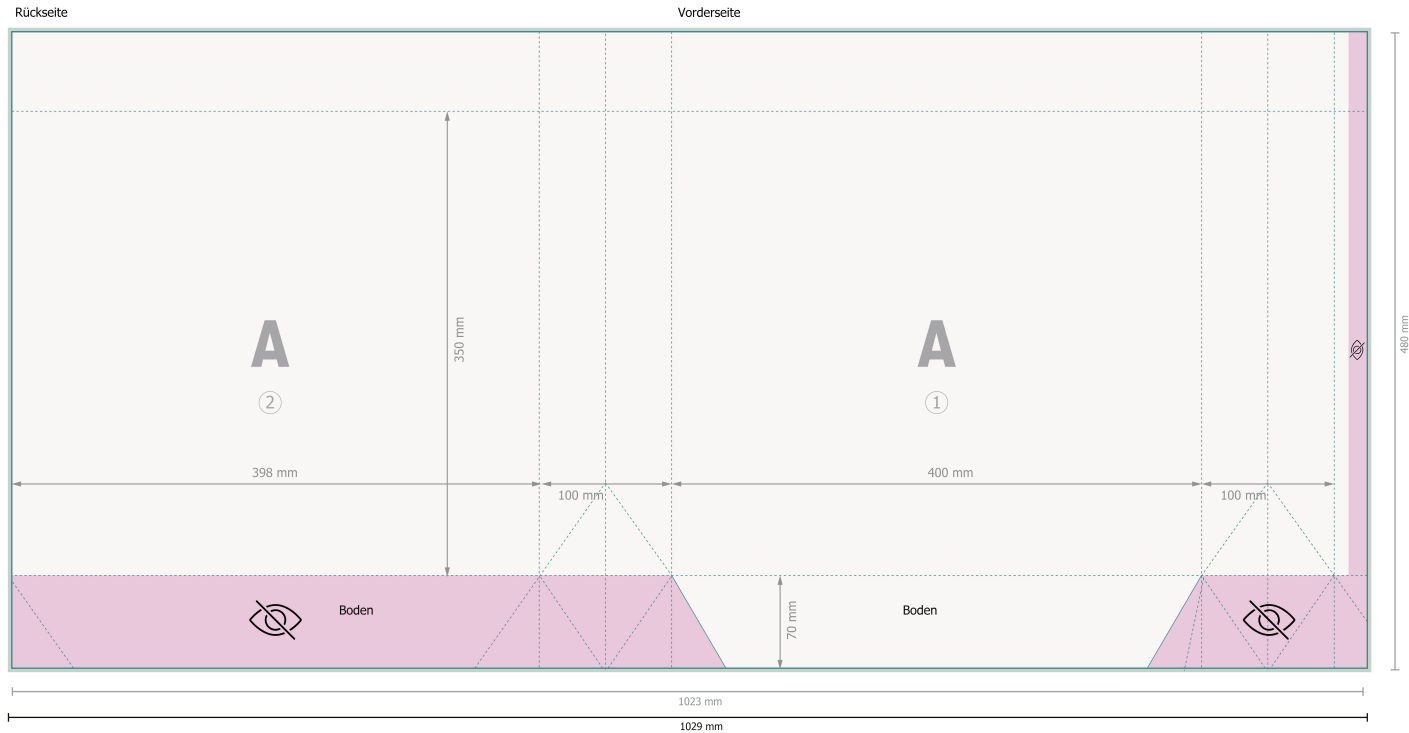 Rückseite
Vorderseite
A
②
350 mm
A
①
480 mm
398 mm
100 mm
400 mm
100 mm
Boden
70 mm
Boden
1023 mm
1029 mm